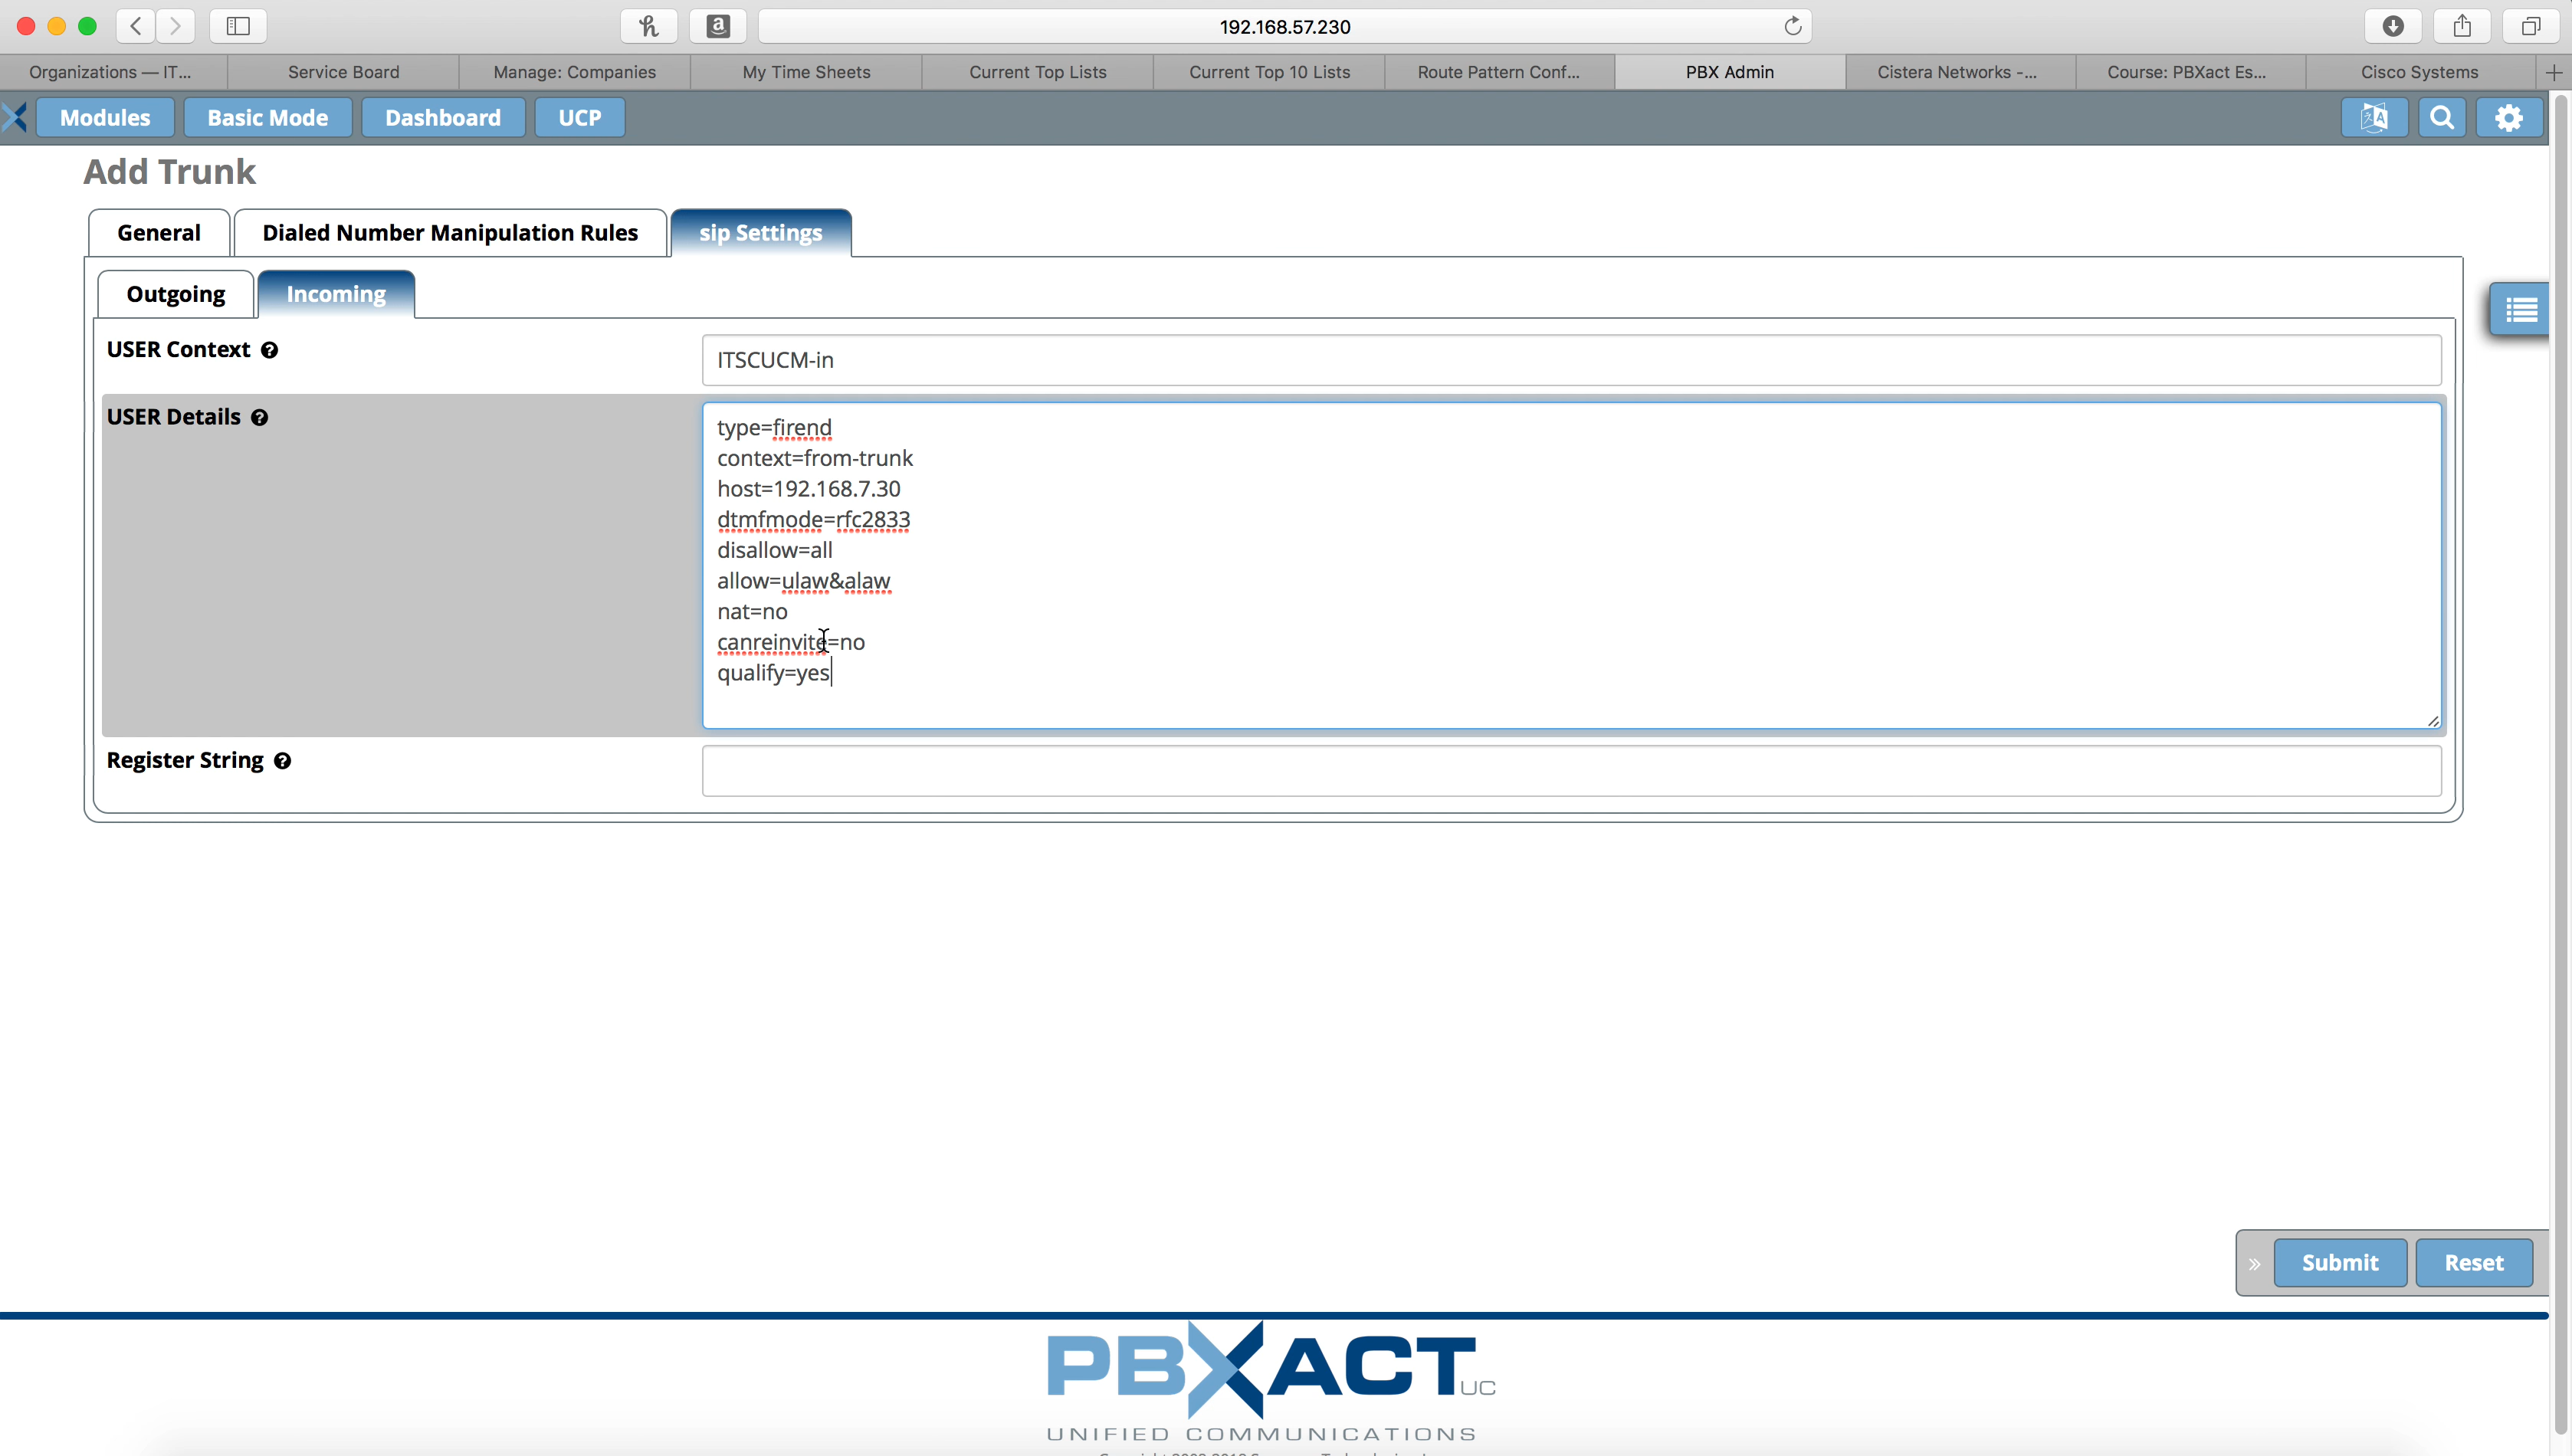 192.168.57.230
Organizations — IT...
Service Board
Manage: Companies
My Time Sheets
Current Top Lists
Current Top 10 Lists
Route Pattern Conf...
PBX Admin
Cistera Networks -...
Course: PBXact Es...
Cisco Systems
Modules
Basic Mode
Dashboard
UCP
Add Trunk
General
Dialed Number Manipulation Rules
sip Settings
Outgoing
Incoming
USER Context
ITSCUCM-in
USER Details
type=firend
context=from-trunk
host=192.168.7.30
dtmfmode=rfc2833
disallow=all
allow=ulaw&alaw
nat=no
canreinvite=no
qualify=yes
Register String
Submit
Reset
PBXACT UC
UNIFIED COMMUNICATIONS